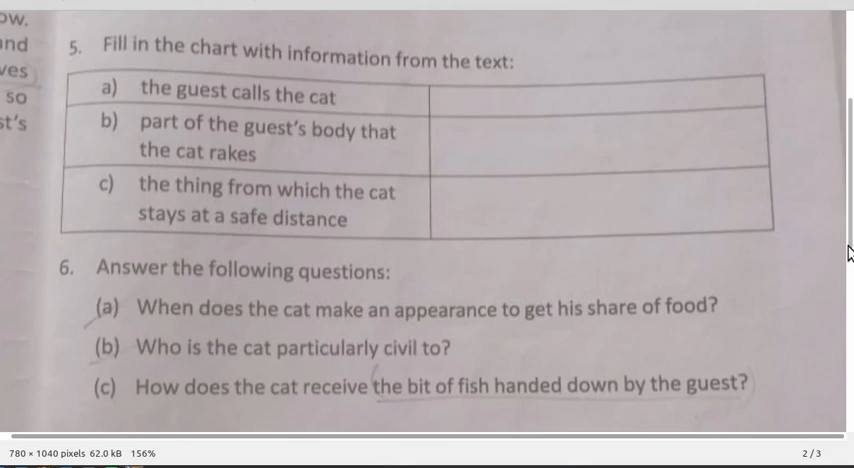 ow.
and
ves
so
st's
5. Fill in the chart with information from the text:
a) the guest calls the cat
b) part of the guest's body that
the cat rakes
c) the thing from which the cat
stays at a safe distance
6. Answer the following questions:
(a) When does the cat make an appearance to get his share of food?
(b) Who is the cat particularly civil to?
(c) How does the cat receive the bit of fish handed down by the guest?
780 × 1040 pixels 62.0 kB 156%
2 / 3